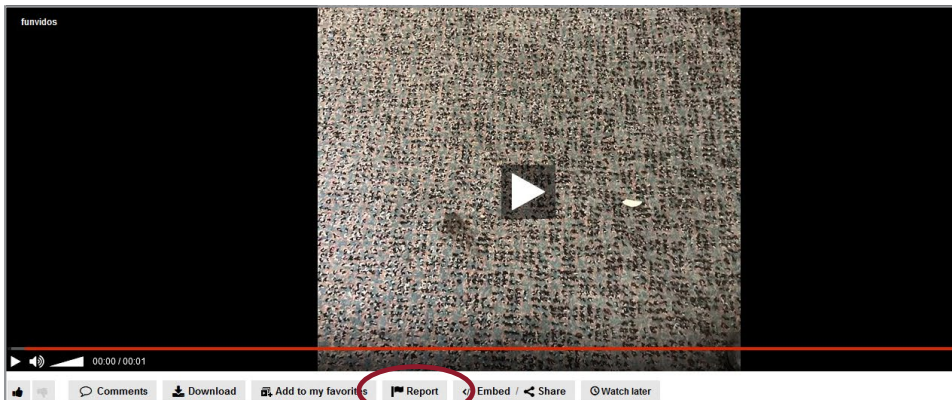 funvidos
00:00 / 00:01
Comments Download Add to my favorites Report Embed / Share Watch later